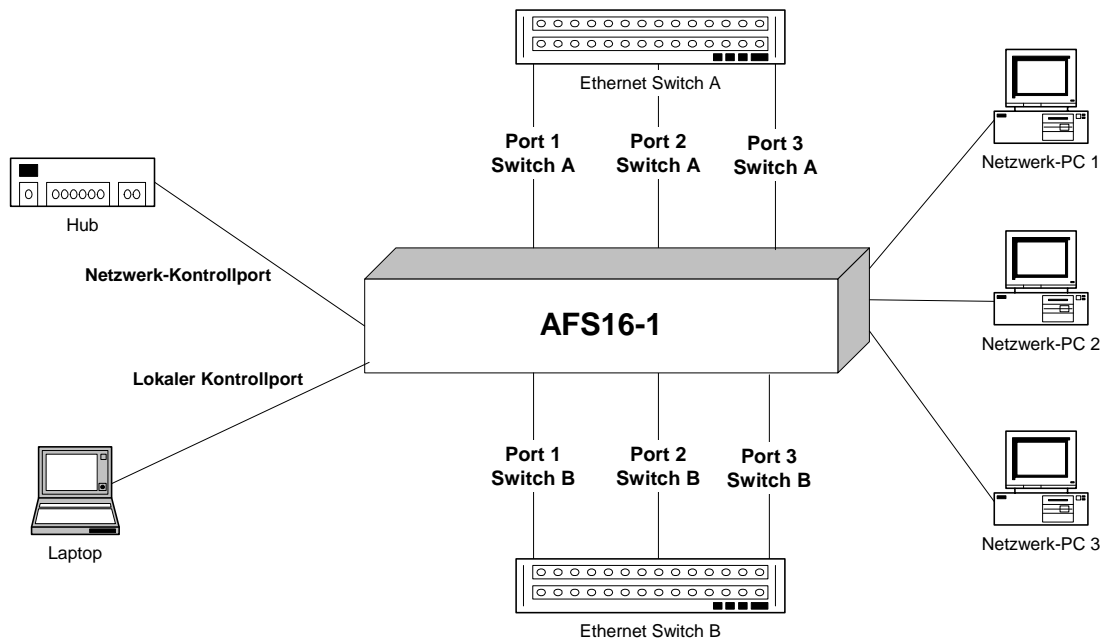 Ethernet Switch A
Port 1
Switch A
Port 2
Switch A
Port 3
Switch A
Netzwerk-PC 1
Hub
Netzwerk-Kontrollport
AFS16-1
Netzwerk-PC 2
Lokaler Kontrollport
Port 1
Switch B
Port 2
Switch B
Port 3
Switch B
Laptop
Netzwerk-PC 3
Ethernet Switch B